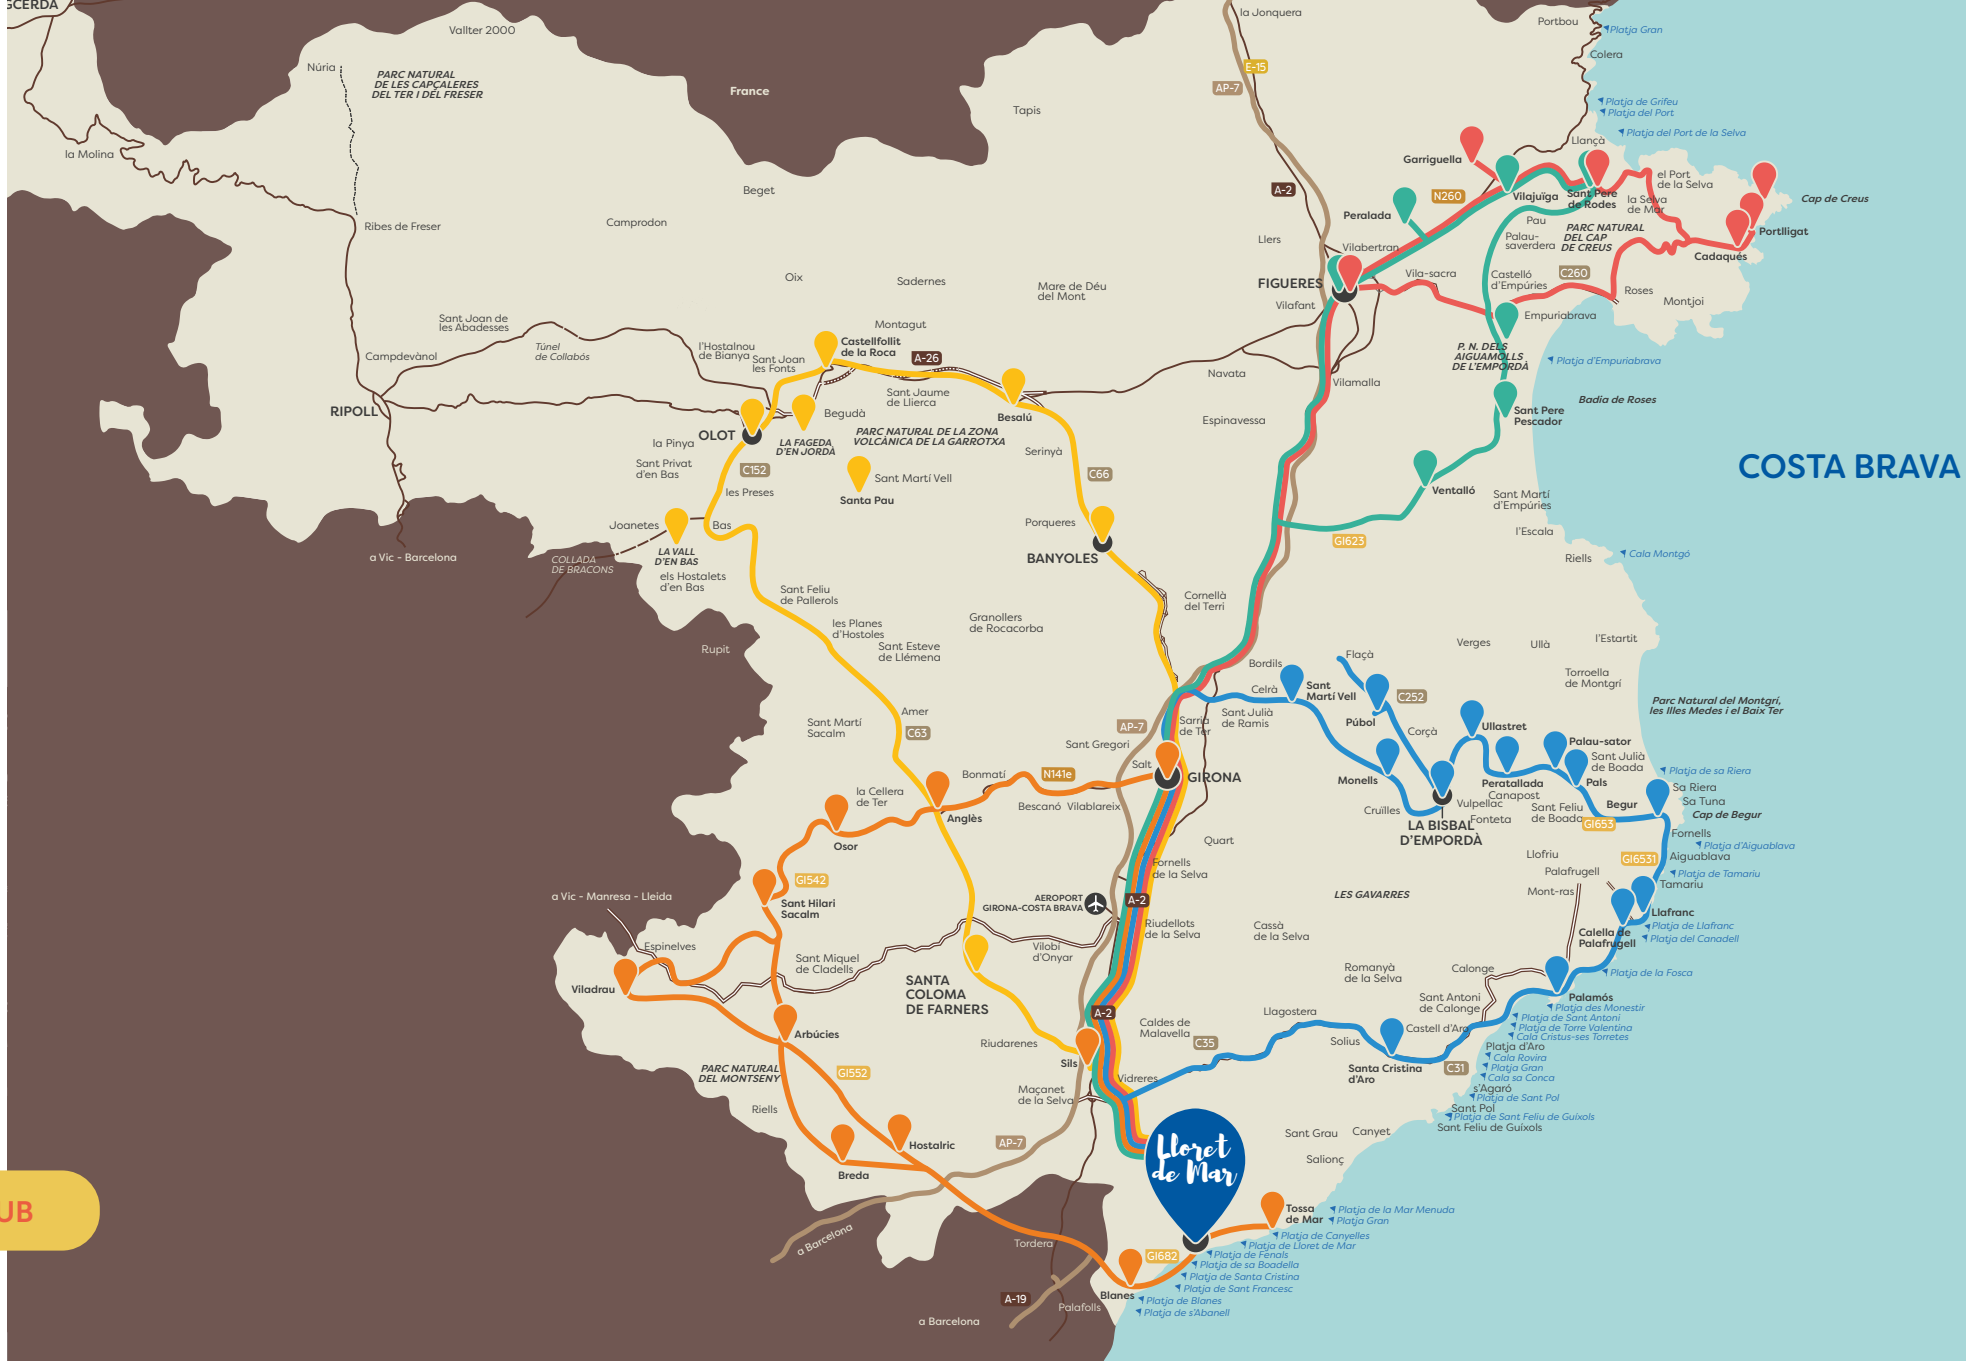 Vallter 2000
Núria
PARC NATURAL
DE LES CAPÇALERES
DEL TER I DEL FRESER
France
Tapis
la Jonquera
E-15
AP-7
Portbou
Platja Gran
Colera
Platja de Grifeu
Platja del Port
Platja del Port de la Selva
Llançà
la Molina
Garriguella
Beget
A-2
N260
Vilajuïga
Sant Pere
de Rodes
el Port
de la Selva
la Selva
de Mar
Cap de Creus
Ribes de Freser
Camprodon
Peralada
Pau
Palau-
saverdera
PARC NATURAL
DEL CAP
DE CREUS
Portlligat
Cadaqués
Llers
Vilabertran
Oix
Sadernes
Mare de Déu
del Mont
FIGUERES
Vila-sacra
Castelló
d'Empúries
C260
Roses
Montjoi
Vilafant
Empuriabrava
Sant Joan de
les Abadesses
Montagut
Túnel
de Collabós
l'Hostalnou
de Bianya
Sant Joan
les Fonts
Castellfollit
de la Roca
A-26
Campdevànol
P. N. DELS
AIGUAMOLLS
DE L'EMPORDÀ
Platja d'Empuriabrava
Navata
Vilamalla
Sant Jaume
de Llierca
Besalú
Badia de Roses
RIPOLL
OLOT
Begudà
LA FAGEDA
D'EN JORDÀ
PARC NATURAL DE LA ZONA
VOLCÀNICA DE LA GARROTXA
Espinavessa
Sant Pere
Pescador
la Pinya
Sant Privat
d'en Bas
C152
Serinyà
C66
COSTA BRAVA
Sant Martí Vell
Santa Pau
les Preses
Ventalló
Sant Martí
d'Empúries
Joanetes
Bas
Porqueres
GI623
l'Escala
a Vic - Barcelona
COLLADA
DE BRACONS
LA VALL
D'EN BAS
els Hostalets
d'en Bas
BANYOLES
Riells
Cala Montgó
Sant Feliu
de Pallerols
Cornellà
del Terri
les Planes
d'Hostoles
Granollers
de Rocacorba
Rupit
Sant Esteve
de Llémena
Verges
Ullà
l'Estartit
Bordils
Flaçà
Torroella
de Montgrí
Celrà
Sant
Martí Vell
C252
Parc Natural del Montgrí,
les Illes Medes i el Baix Ter
Sant Martí
Sacalm
Amer
C63
AP-7
Sarrià
de Ter
Sant Julià
de Ramis
Púbol
Corçà
Ullastret
Palau-sator
Sant Julià
de Boada
Sant Gregori
Salt
GIRONA
Monells
Peratallada
Canapost
Pals
Platja de sa Riera
Sa Riera
Sa Tuna
Bonmatí
N141e
la Cellera
de Ter
Bescanó
Vilablareix
Cruïlles
Vulpellac
Fonteta
Sant Feliu
de Boada
GI653
Begur
Cap de Begur
Anglès
LA BISBAL
D'EMPORDÀ
Quart
Osor
Fornells
Platja d'Aiguablava
Aiguablava
GI6531
Llofriu
Palafrugell
Fornells
de la Selva
Platja de Tamariu
Tamariu
GI542
Mont-ras
a Vic - Manresa - Lleida
Sant Hilari
Sacalm
AEROPORT
GIRONA-COSTA BRAVA
A-2
LES GAVARRES
Llafranc
Platja de Llafranc
Calella de
Palafrugell
Platja del Canadell
Riudellots
de la Selva
Cassà
de la Selva
Espinelves
Vilobí
d'Onyar
Sant Miquel
de Cladells
Romanyà
de la Selva
Calonge
Platja de la Fosca
Viladrau
SANTA
COLOMA
DE FARNERS
Sant Antoni
de Calonge
Palamós
Platja des Monestir
A-2
Llagostera
Platja de Sant Antoni
Platja de Torre Valentina
Cala Cristus-ses Torretes
Arbúcies
Caldes de
Malavella
Castell d'Aro
Riudarenes
Sils
C35
Solius
Platja d'Aro
Cala Rovira
Platja Gran
Cala sa Conca
PARC NATURAL
DEL MONTSENY
GI552
Vidreres
Santa Cristina
d'Aro
C31
s'Agaró
Platja de Sant Pol
Maçanet
de la Selva
Riells
Sant Pol
Platja de Sant Feliu de Guíxols
Sant Feliu de Guíxols
Hostalric
AP-7
Lloret
de Mar
Sant Grau
Canyet
Salionç
Breda
UB
Tossa
de Mar
Platja de la Mar Menuda
Platja Gran
a Barcelona
Tordera
GI682
Platja de Canyelles
Platja de Lloret de Mar
Platja de Fenals
Platja de sa Boadella
Platja de Santa Cristina
Platja de Sant Francesc
Blanes
Platja de Blanes
Platja de s'Abanell
A-19
Palafolls
a Barcelona